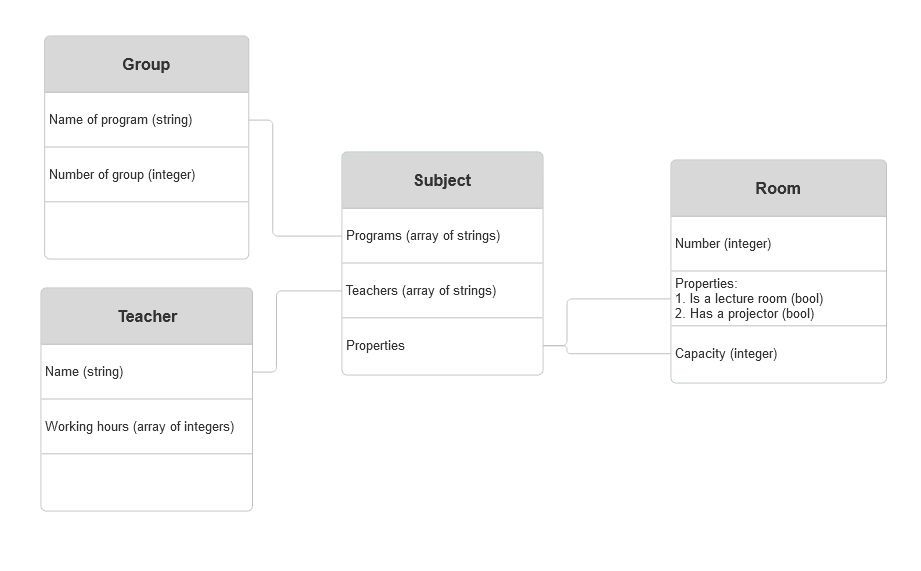 Group
Name of program (string)
Number of group (integer)
Teacher
Name (string)
Working hours (array of integers)
Subject
Programs (array of strings)
Teachers (array of strings)
Properties
Room
Number (integer)
Properties:
1. Is a lecture room (bool)
2. Has a projector (bool)
Capacity (integer)